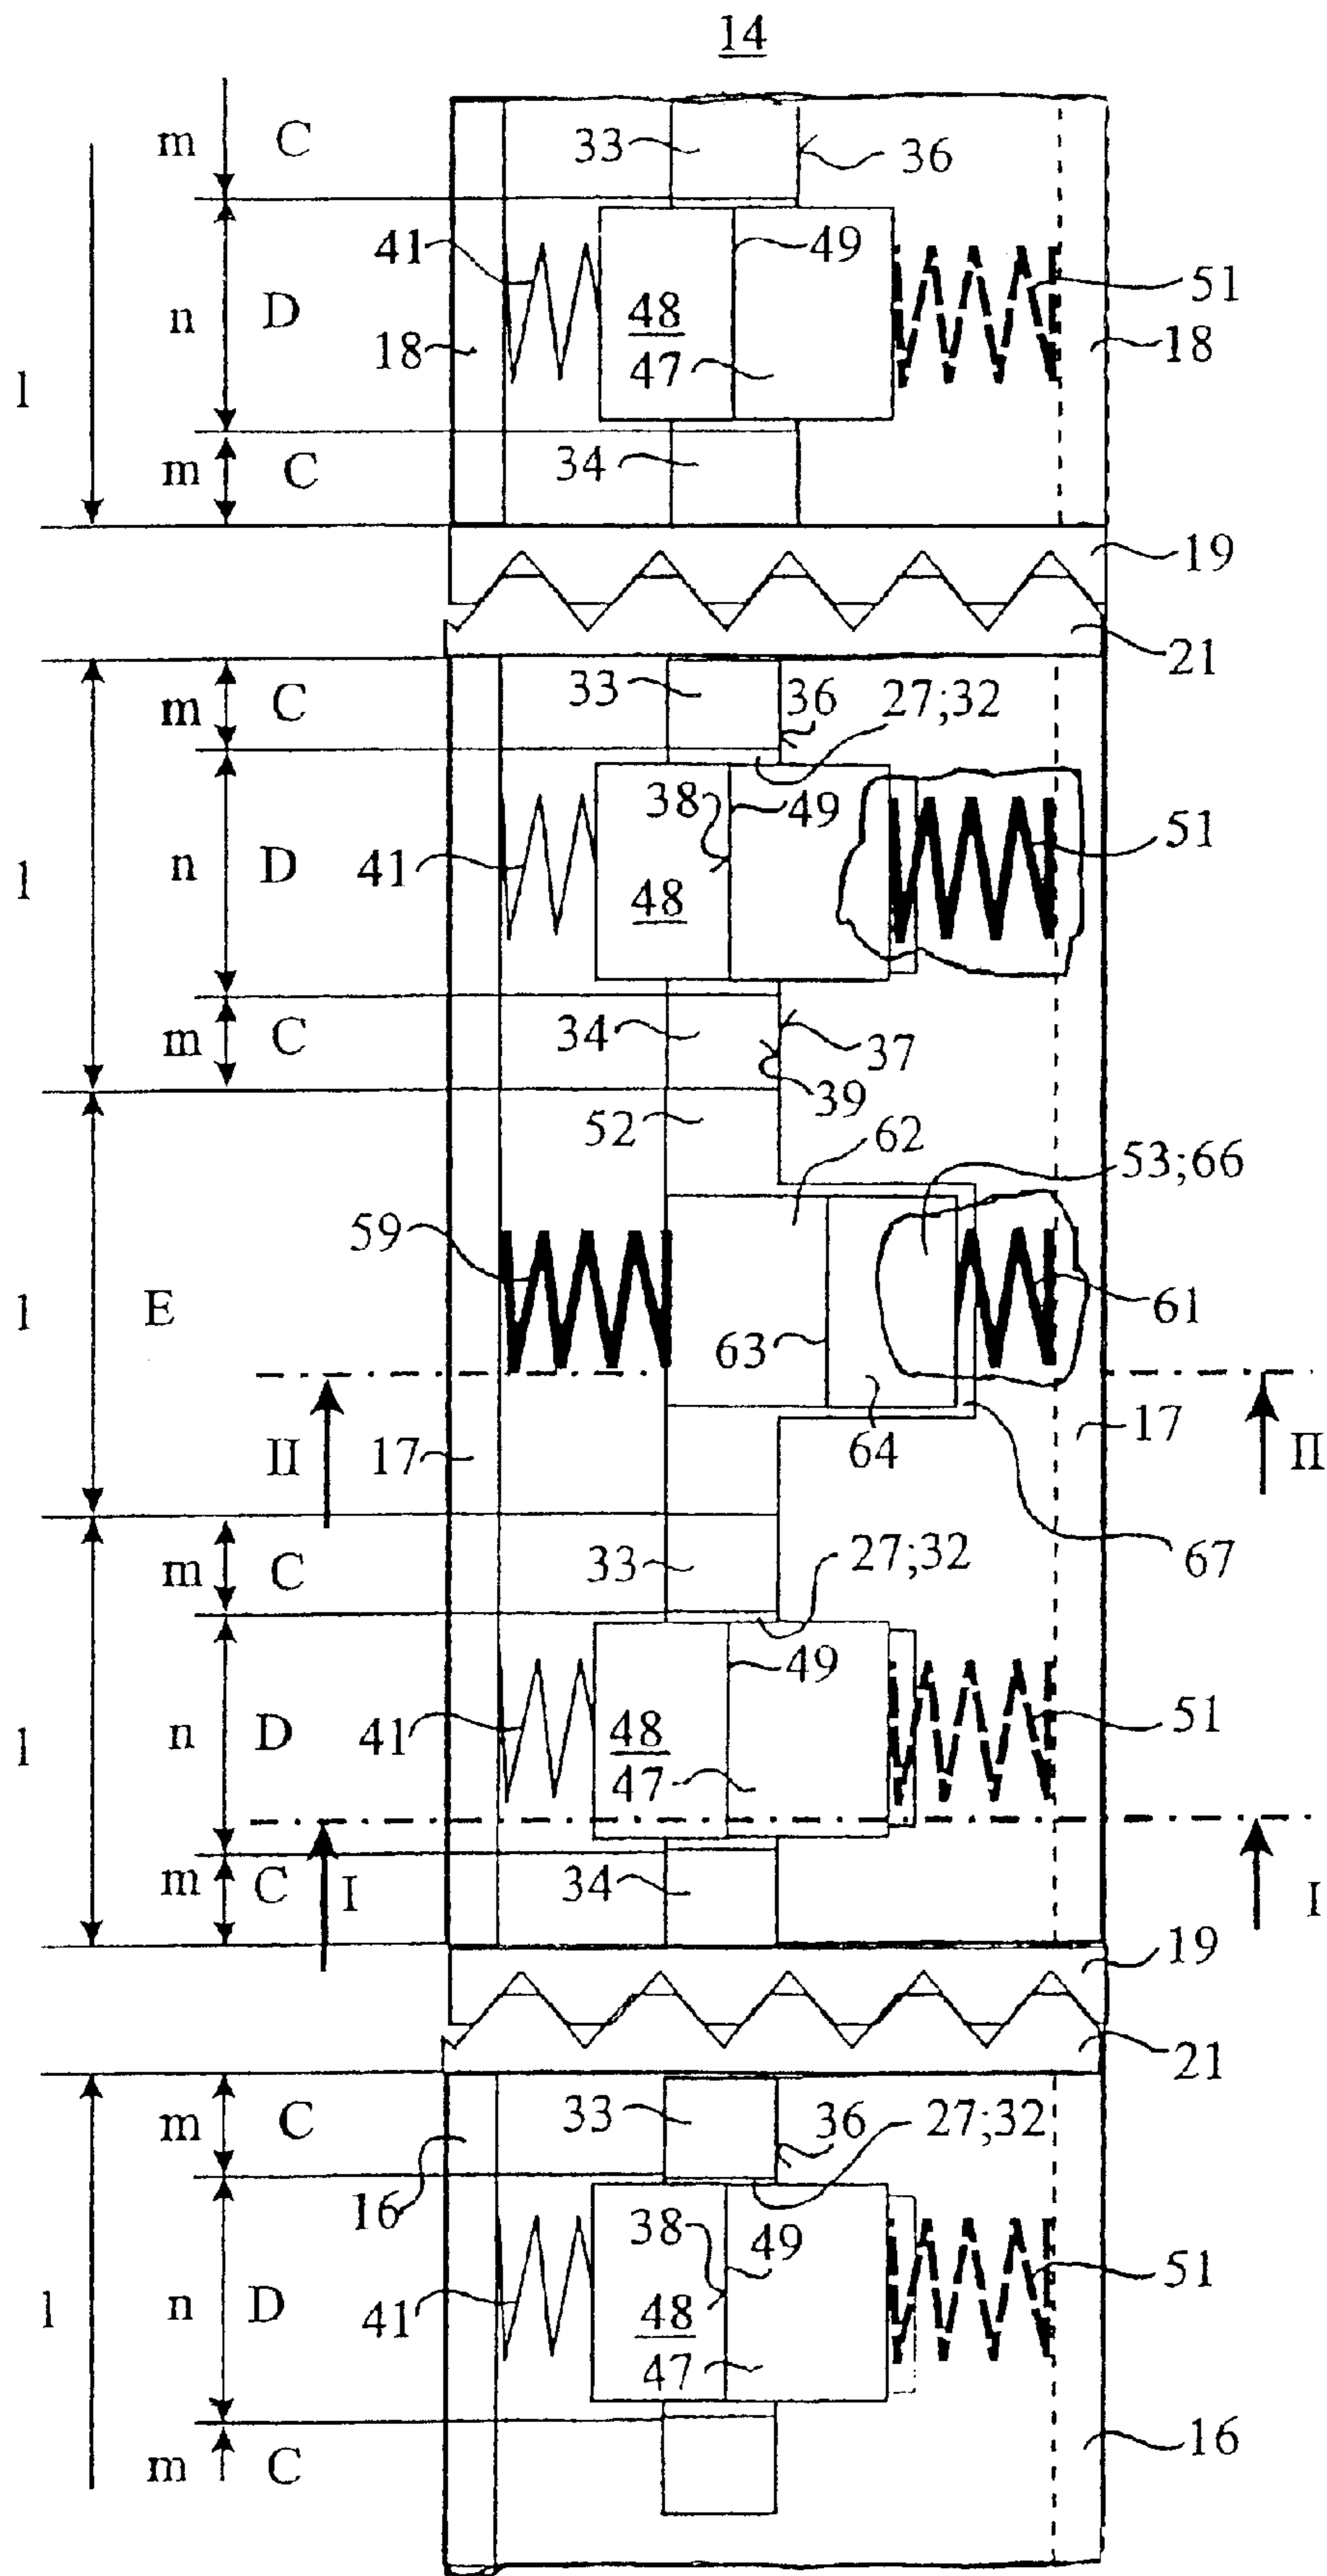 14
m C 33 36
41 49 51
n D 48 18 18
l 47
m C 34
19
21
m C 33 36 27;32
38 49 51
l n D 41 48
m C 34 37
39
52 62 53;66
59
l E 61
63
II 17 64 17 II
67
m C 33 27;32
49
l n D 41 48 51
47
m C I 34 I
19
21
m C 33 36 27;32
16 38 49 51
l n D 41 48
47
m C 16